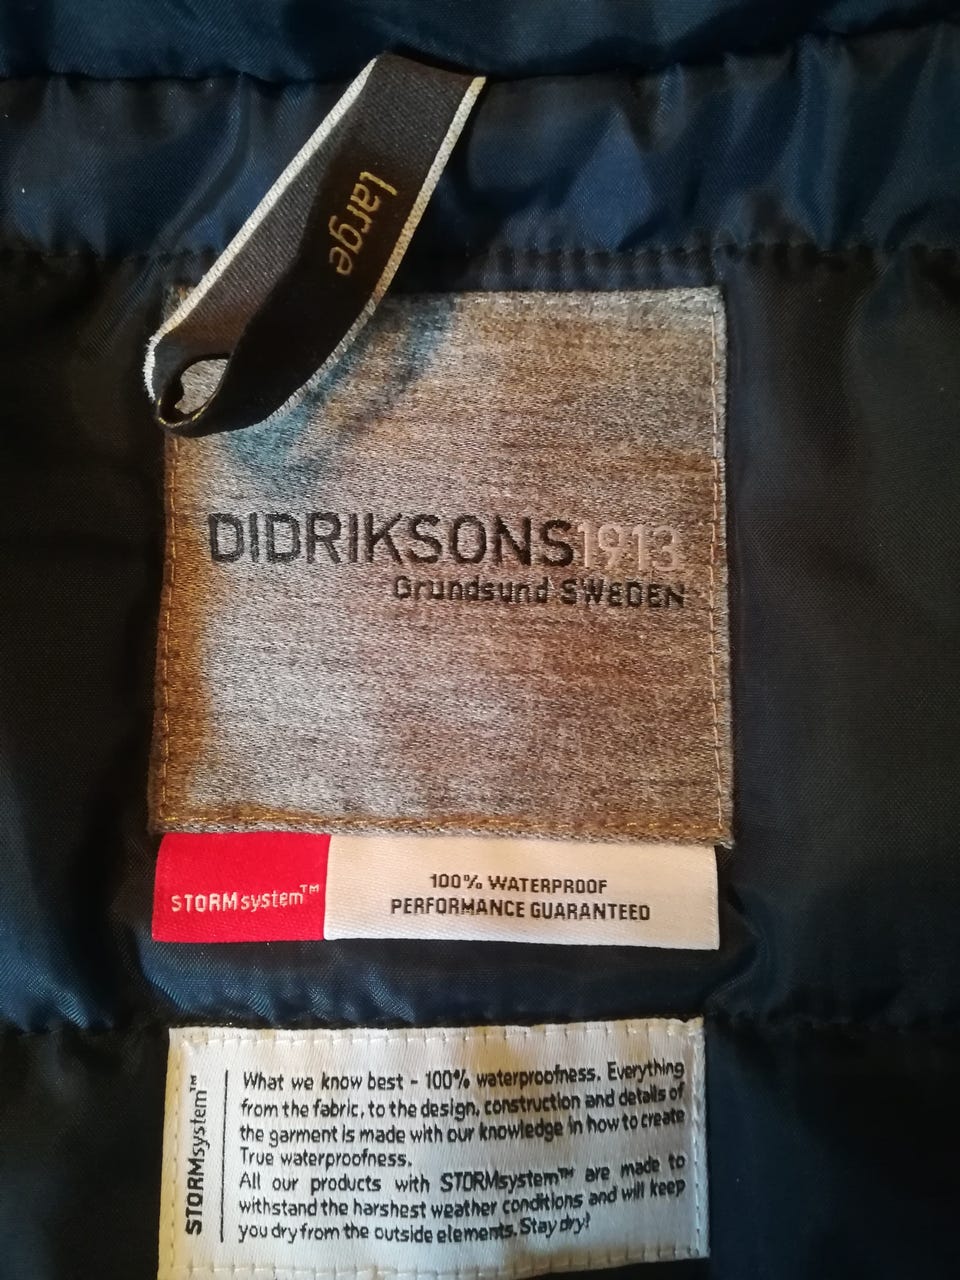 large
DIDRIKSONS1913
Grundsund SWEDEN
STORMsystem™
100% WATERPROOF
PERFORMANCE GUARANTEED
STORMsystem™
What we know best - 100% waterproofness. Everything
from the fabric, to the design, construction and details of
the garment is made with our knowledge in how to create
True waterproofness.
All our products with STORMsystem™ are made to
withstand the harshest weather conditions and will keep
you dry from the outside elements. Stay dry!